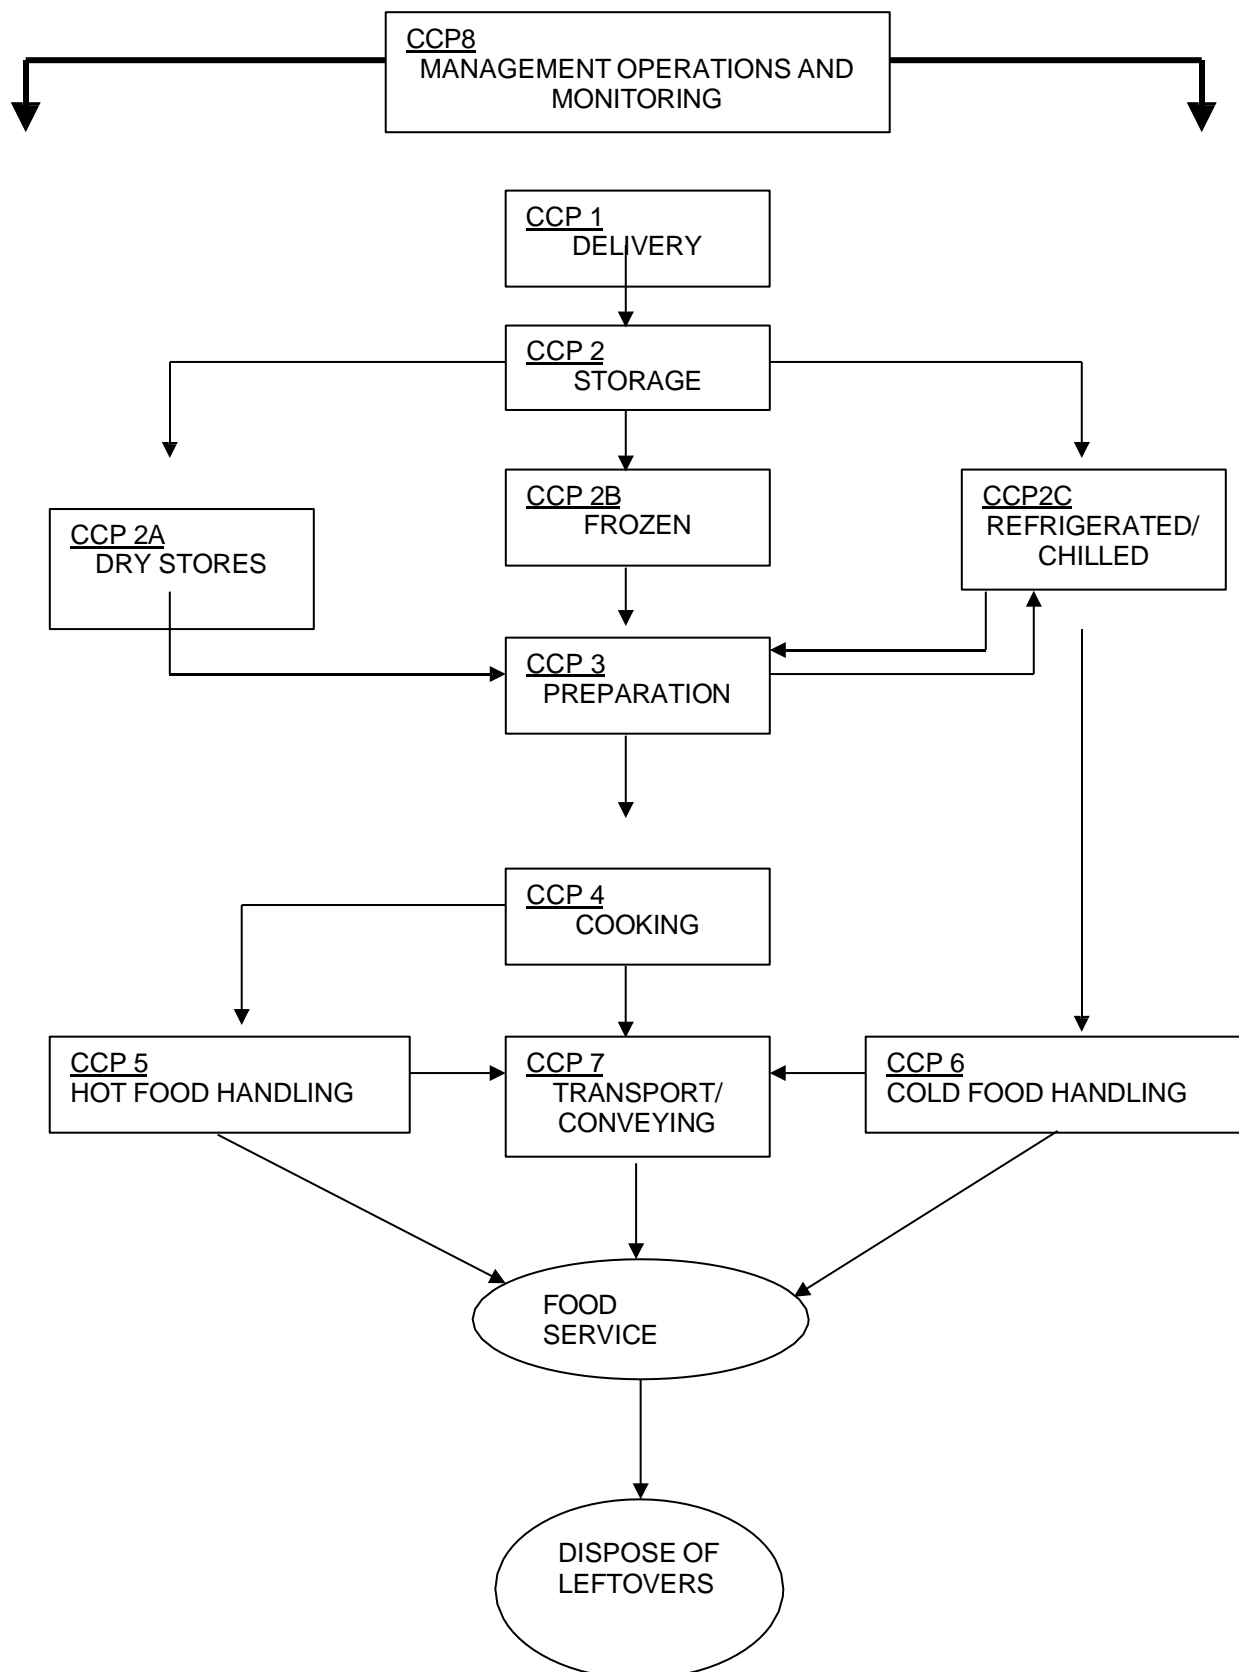 CCP8
MANAGEMENT OPERATIONS AND
MONITORING
CCP 1
DELIVERY
CCP 2
STORAGE
CCP 2A
DRY STORES
CCP 2B
FROZEN
CCP2C
REFRIGERATED/
CHILLED
CCP 3
PREPARATION
CCP 4
COOKING
CCP 5
HOT FOOD HANDLING
CCP 7
TRANSPORT/
CONVEYING
CCP 6
COLD FOOD HANDLING
FOOD
SERVICE
DISPOSE OF
LEFTOVERS